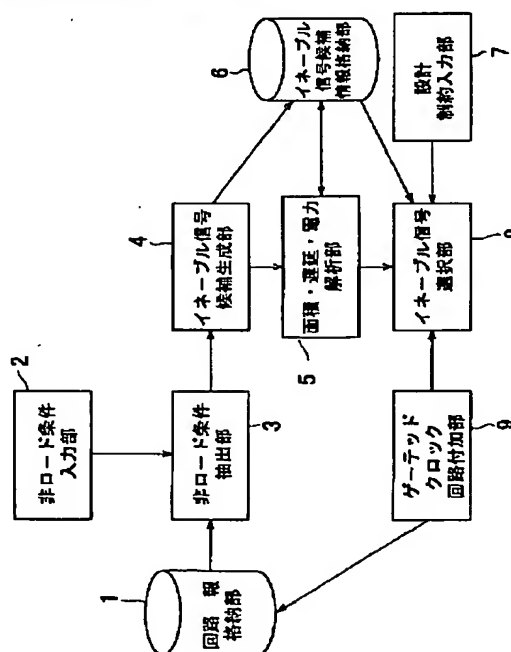 2
非ロード条件
入力部
1
回路 報
格納部
3
非ロード条件
抽出部
4
イネーブル信号
候補生成部
6
イネーブル
信号候補
情報格納部
5
面積・遅延・電力
解析部
7
設計
制約入力部
9
ゲーテッド
クロック
回路付加部
イネーブル信号
選択部